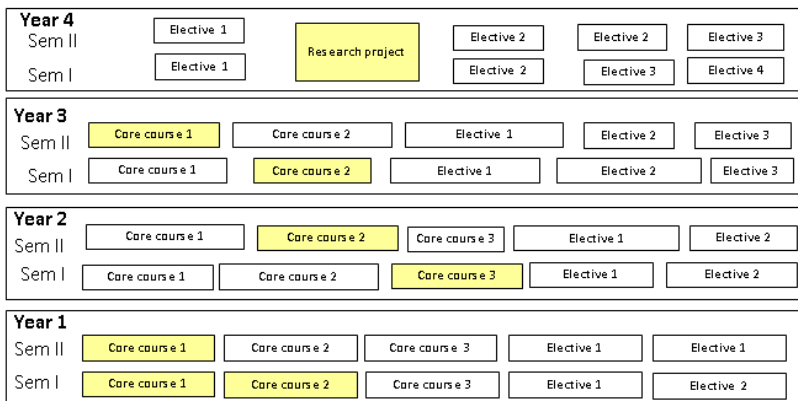 Year 4
Sem II Elective 1 Research project Elective 2 Elective 2 Elective 3
Sem I Elective 1 Elective 2 Elective 3 Elective 4
Year 3
Sem II Core course 1 Core course 2 Elective 1 Elective 2 Elective 3
Sem I Core course 1 Core course 2 Elective 1 Elective 2 Elective 3
Year 2
Sem II Core course 1 Core course 2 Core course 3 Elective 1 Elective 2
Sem I Core course 1 Core course 2 Core course 3 Elective 1 Elective 2
Year 1
Sem II Core course 1 Core course 2 Core course 3 Elective 1 Elective 1
Sem I Core course 1 Core course 2 Core course 3 Elective 1 Elective 2